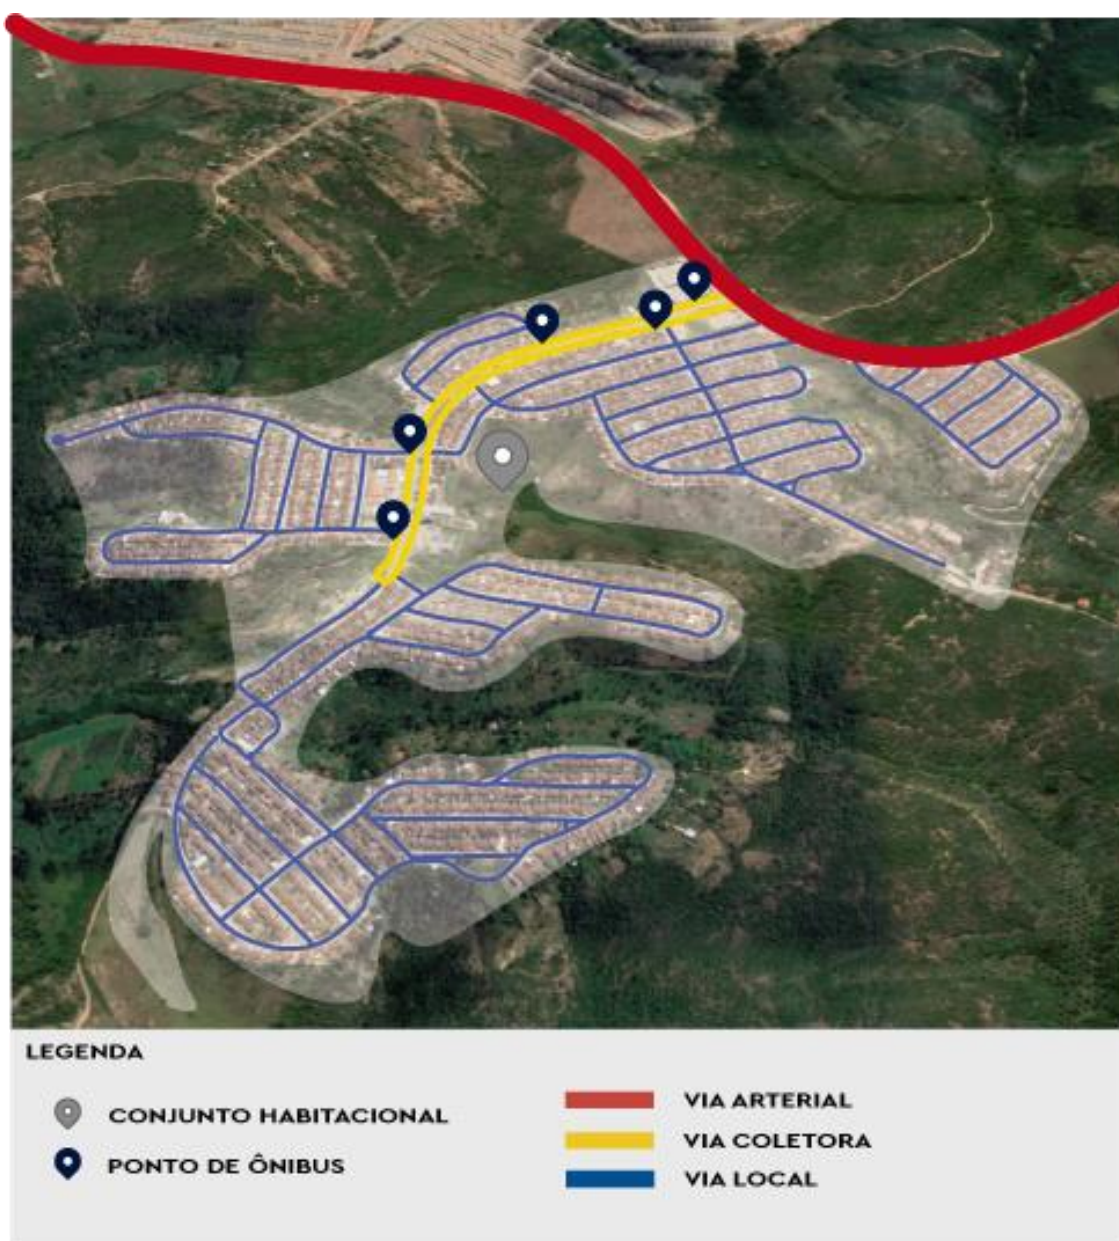 LEGENDA
CONJUNTO HABITACIONAL
PONTO DE ÔNIBUS
VIA ARTERIAL
VIA COLETORA
VIA LOCAL